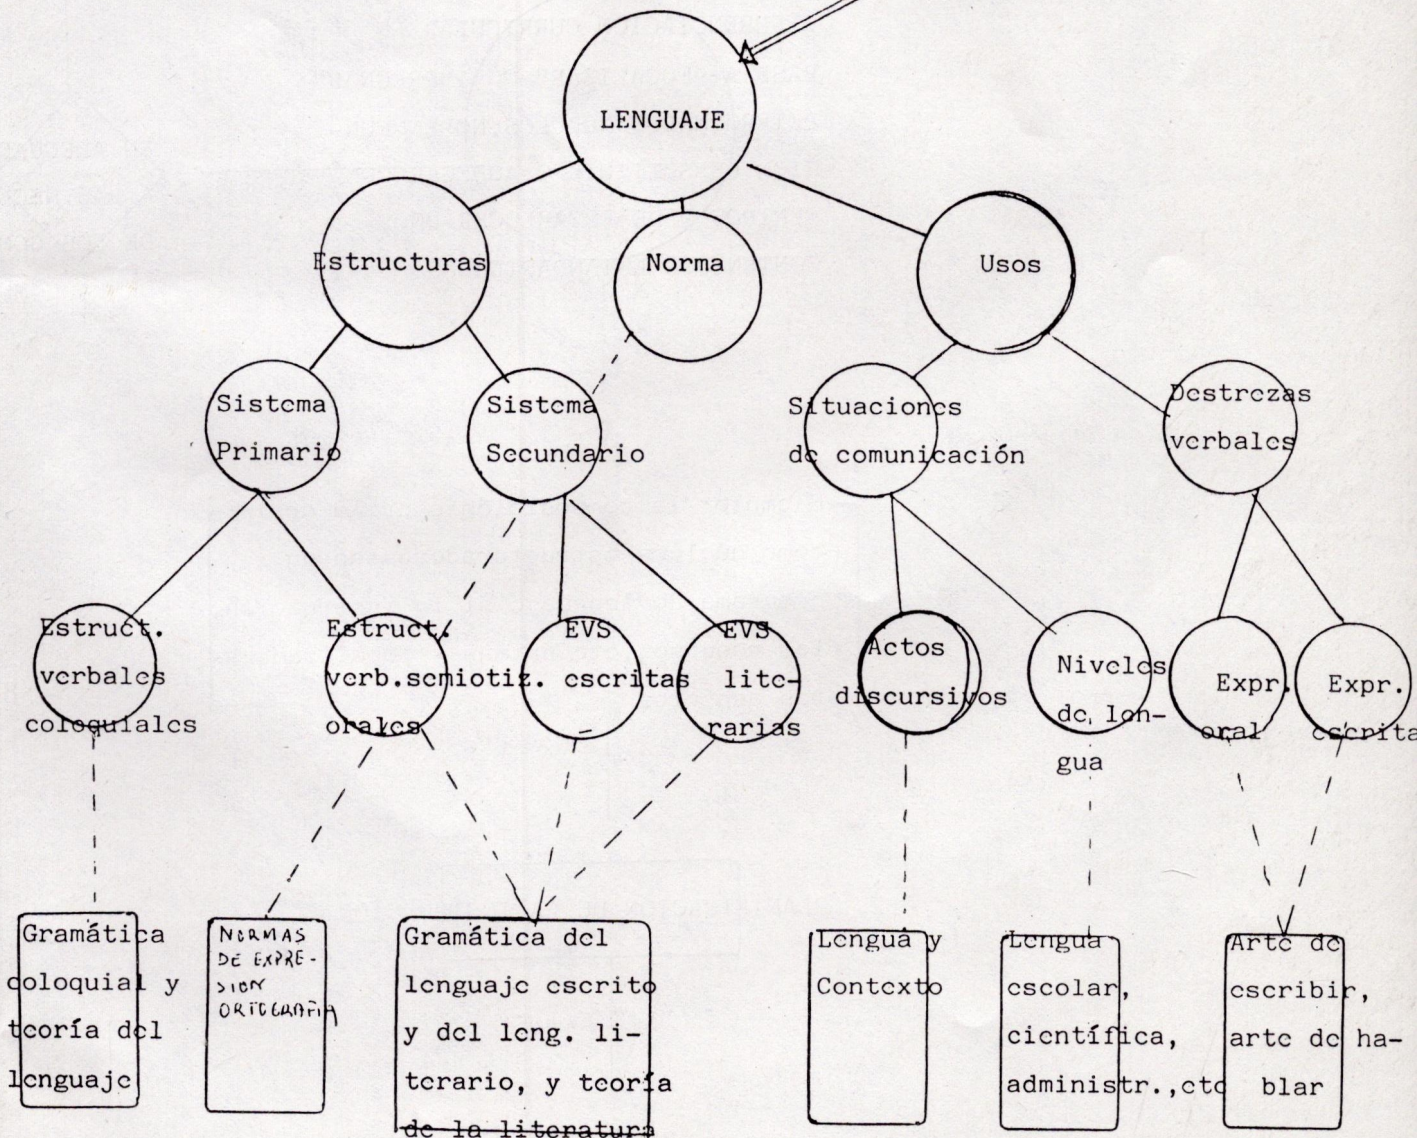 LENGUAJE
Estructuras
Norma
Usos
Sistema
Primario
Sistema
Secundario
Situaciones
de comunicación
Destrezas
verbales
Estruct.
verbales
coloquiales
Estruct.
verb.semiotiz.
orales
EVS
escritas
EVS
lite-
rarias
Actos
discursivos
Niveles
de len-
gua
Expr.
oral
Expr.
escrita
Gramática
coloquial y
teoría del
lenguaje
NORMAS
DE EXPRE-
SION
ORTOGRAFIA
Gramática del
lenguaje escrito
y del leng. li-
terario, y teoría
de la literatura
Lengua y
Contexto
Lengua
escolar,
científica,
administr.,etc
Arte de
escribir,
arte de ha-
blar